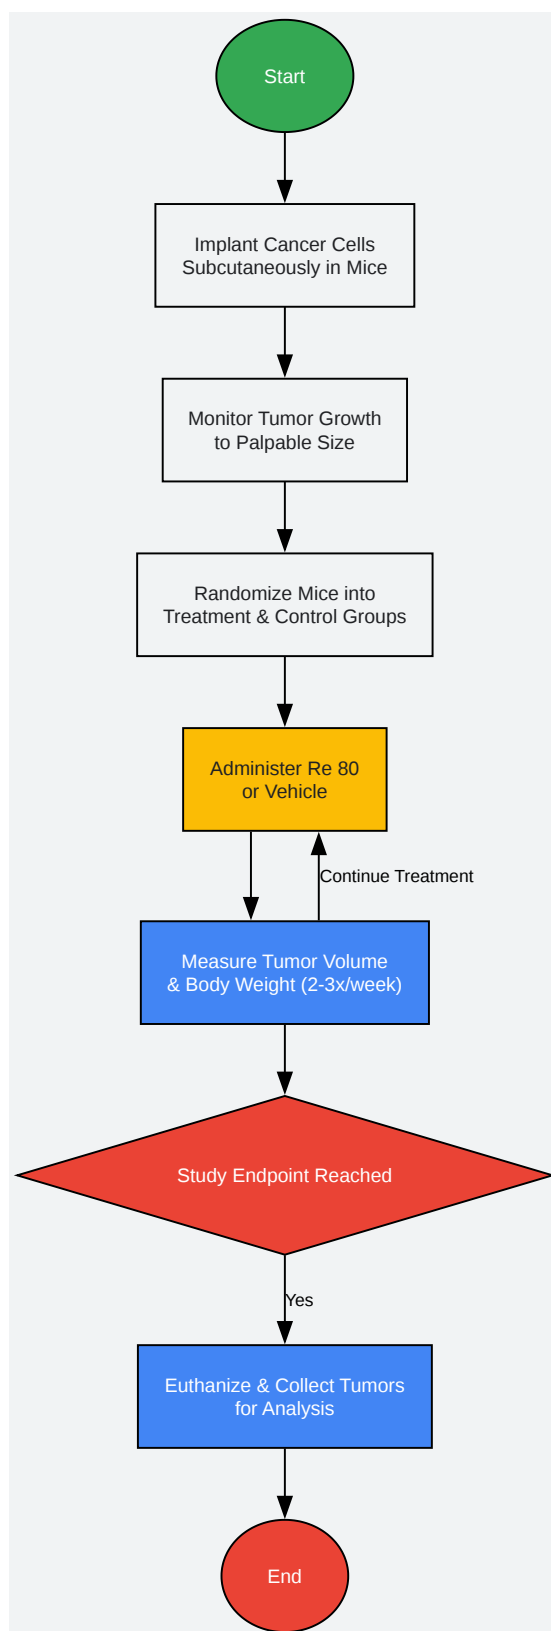 Start
Implant Cancer Cells
Subcutaneously in Mice
Monitor Tumor Growth
to Palpable Size
Randomize Mice into
Treatment & Control Groups
Administer Re 80
or Vehicle
Continue Treatment
Measure Tumor Volume
& Body Weight (2-3x/week)
Study Endpoint Reached
Yes
Euthanize & Collect Tumors
for Analysis
End